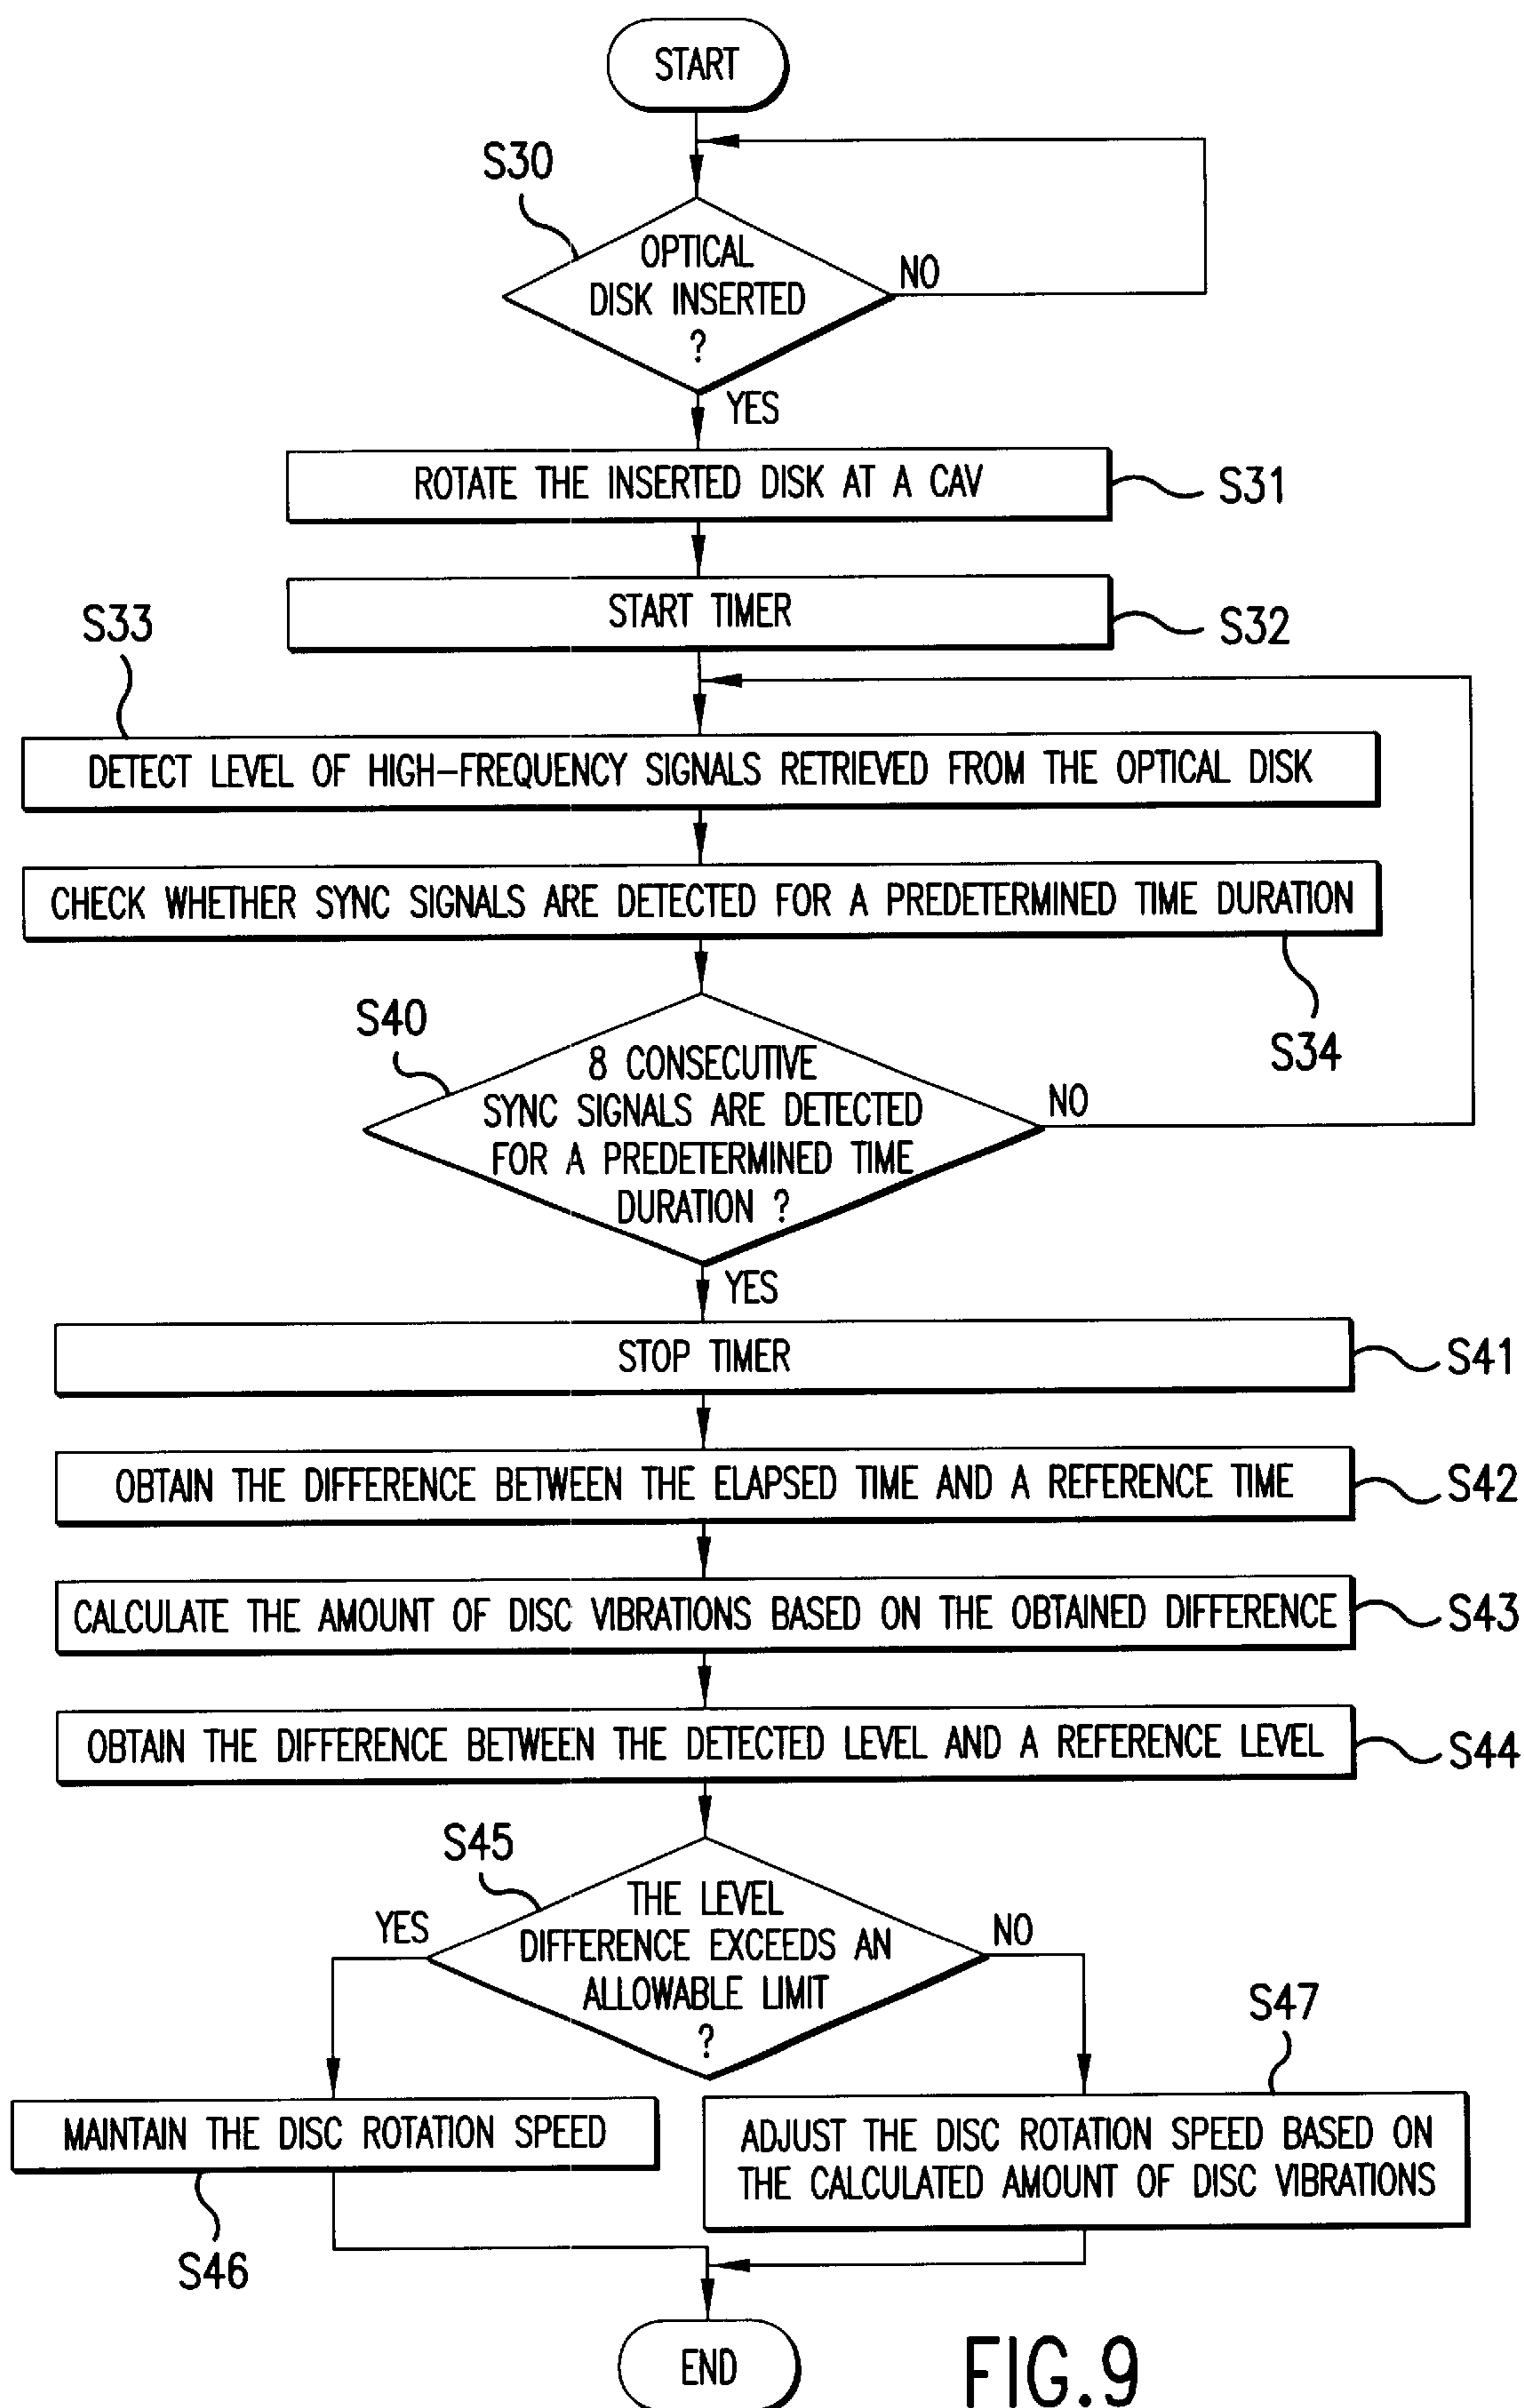 START
S30
OPTICAL
DISK INSERTED
?
NO
YES
ROTATE THE INSERTED DISK AT A CAV
S31
START TIMER
S32
S33
DETECT LEVEL OF HIGH-FREQUENCY SIGNALS RETRIEVED FROM THE OPTICAL DISK
CHECK WHETHER SYNC SIGNALS ARE DETECTED FOR A PREDETERMINED TIME DURATION
S34
S40
8 CONSECUTIVE
SYNC SIGNALS ARE DETECTED
FOR A PREDETERMINED TIME
DURATION ?
NO
YES
STOP TIMER
S41
OBTAIN THE DIFFERENCE BETWEEN THE ELAPSED TIME AND A REFERENCE TIME
S42
CALCULATE THE AMOUNT OF DISC VIBRATIONS BASED ON THE OBTAINED DIFFERENCE
S43
OBTAIN THE DIFFERENCE BETWEEN THE DETECTED LEVEL AND A REFERENCE LEVEL
S44
S45
THE LEVEL
DIFFERENCE EXCEEDS AN
ALLOWABLE LIMIT
?
YES
NO
MAINTAIN THE DISC ROTATION SPEED
S46
S47
ADJUST THE DISC ROTATION SPEED BASED ON
THE CALCULATED AMOUNT OF DISC VIBRATIONS
END
FIG.9